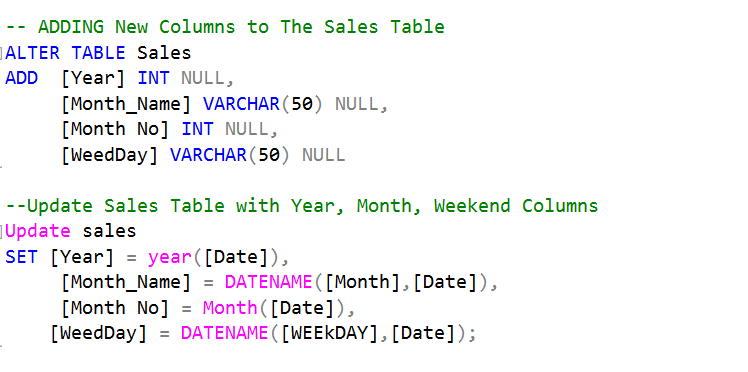 -- ADDING New Columns to The Sales Table
ALTER TABLE Sales
ADD  [Year] INT NULL,
     [Month_Name] VARCHAR(50) NULL,
     [Month No] INT NULL,
     [WeedDay] VARCHAR(50) NULL

--Update Sales Table with Year, Month, Weekend Columns
Update sales
SET [Year] = year([Date]),
     [Month_Name] = DATENAME([Month],[Date]),
     [Month No] = Month([Date]),
    [WeedDay] = DATENAME([WEEkDAY],[Date]);